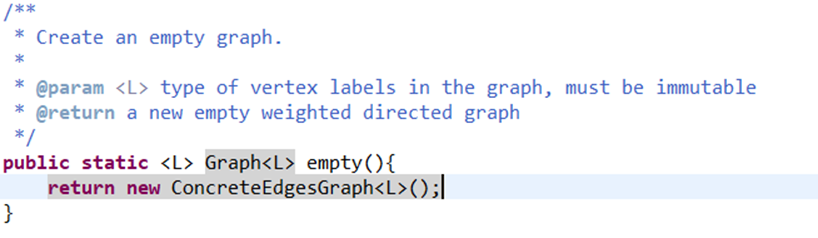 /**
 * Create an empty graph.
 *
 * @param <L> type of vertex labels in the graph, must be immutable
 * @return a new empty weighted directed graph
 */
public static <L> Graph<L> empty(){
    return new ConcreteEdgesGraph<L>();
}